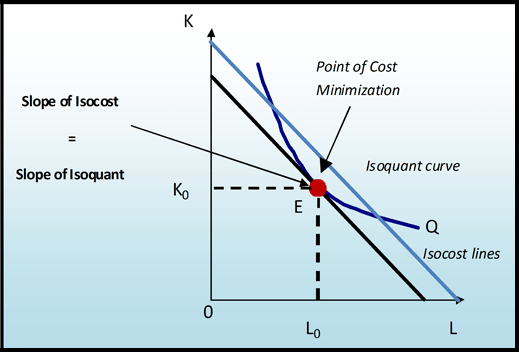 K
Point of Cost
Minimization
Slope of Isocost
=
Slope of Isoquant
Isoquant curve
K0
E
Q
Isocost lines
0
L0
L